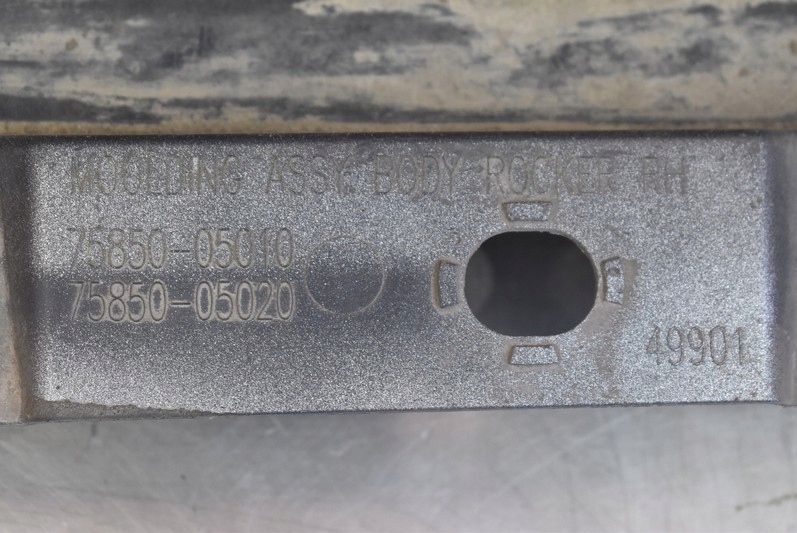 MOULDING ASSY, BODY ROCKER RH
75850-05010
75850-05020
49901